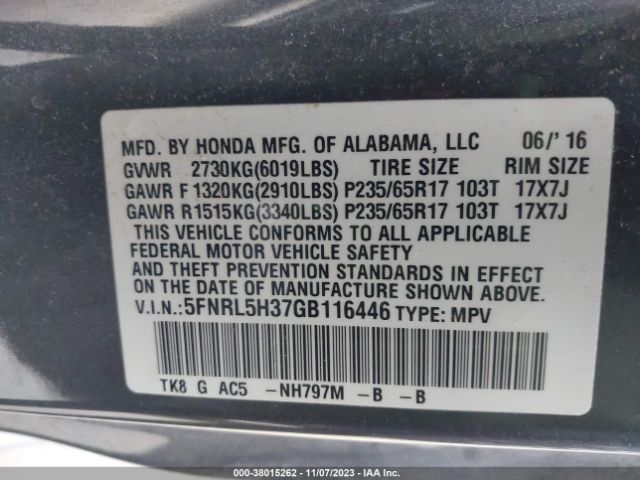 MFD. BY HONDA MFG. OF ALABAMA, LLC 06/'16
GVWR 2730KG(6019LBS) TIRE SIZE RIM SIZE
GAWR F 1320KG(2910LBS) P235/65R17 103T 17X7J
GAWR R1515KG(3340LBS) P235/65R17 103T 17X7J
THIS VEHICLE CONFORMS TO ALL APPLICABLE
FEDERAL MOTOR VEHICLE SAFETY
AND THEFT PREVENTION STANDARDS IN EFFECT
ON THE DATE OF MANUFACTURE SHOWN ABOVE.
V.I.N.:5FNRL5H37GB116446 TYPE: MPV
TK8 G AC5 -NH797M -B -B
000-38015262 - 11/07/2023 - IAA Inc.